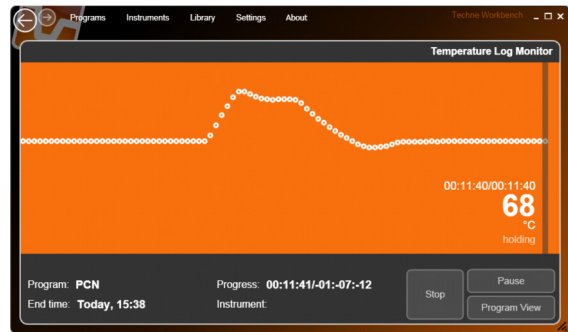 Programs Instruments Library Settings About Techne Workbench
Temperature Log Monitor
00:11:40/00:11:40
68
°C
holding
Program: PCN Progress: 00:11:41/-01:-07:-12
End time: Today, 15:38 Instrument:
Stop
Pause
Program View